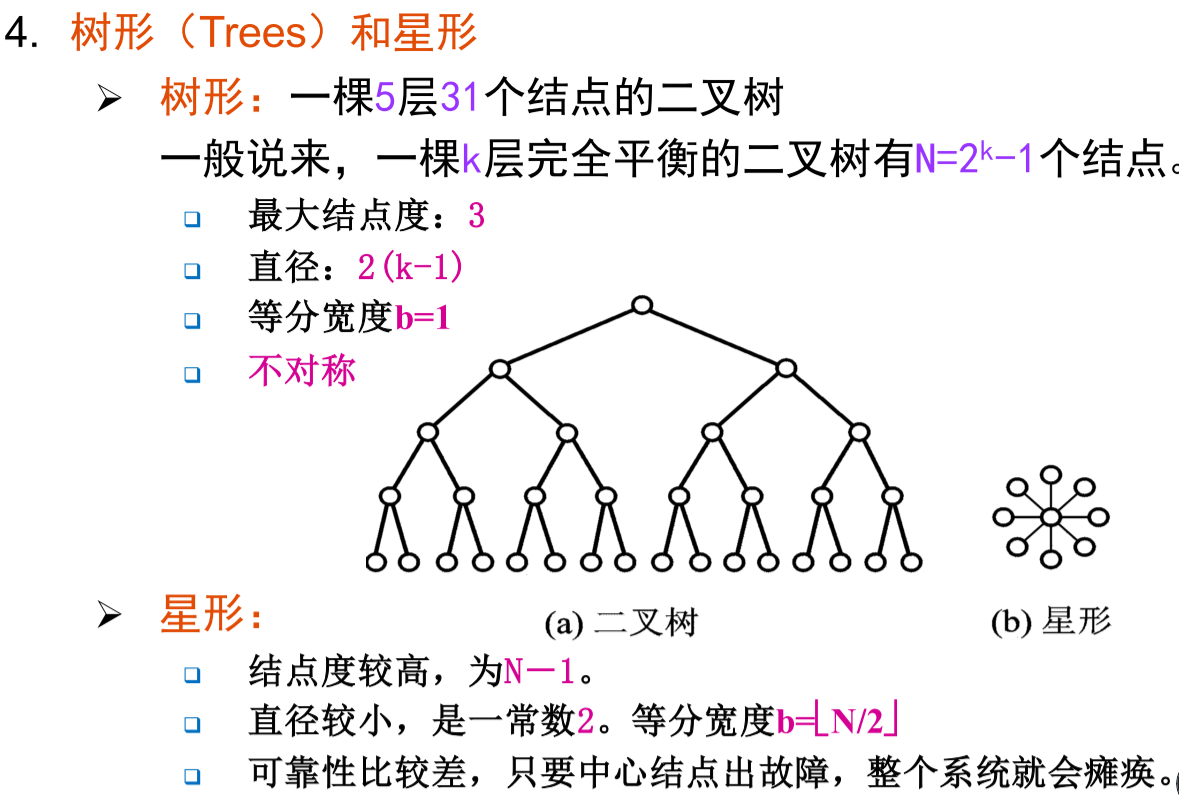 4. 树形（Trees）和星形
➢ 树形：一棵5层31个结点的二叉树
一般说来，一棵k层完全平衡的二叉树有N=2ᵏ-1个结点。
❑ 最大结点度：3
❑ 直径：2(k-1)
❑ 等分宽度b=1
❑ 不对称
(a) 二叉树
(b) 星形
➢ 星形：
❑ 结点度较高，为N－1。
❑ 直径较小，是一常数2。等分宽度b=⌊N/2⌋
❑ 可靠性比较差，只要中心结点出故障，整个系统就会瘫痪。